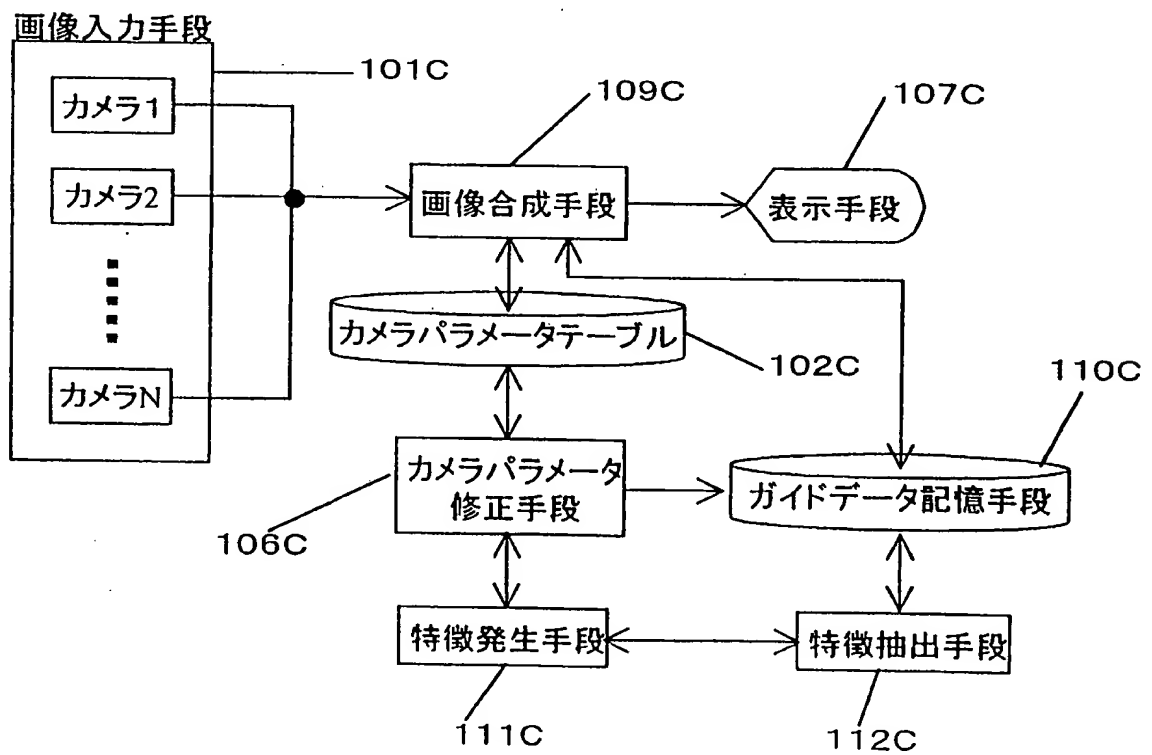 画像入力手段
101C
カメラ1
カメラ2
カメラN
109C
画像合成手段
107C
表示手段
カメラパラメータテーブル
102C
110C
カメラパラメータ
修正手段
106C
ガイドデータ記憶手段
特徴発生手段
111C
特徴抽出手段
112C